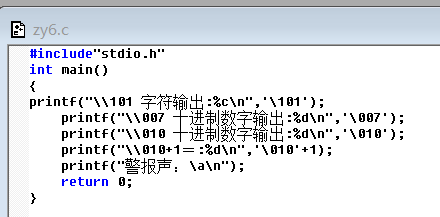 zy6.c
#include"stdio.h"
int main()
{
printf("\\101 字符输出:%c\n",'\101');
printf("\\007 十进制数字输出:%d\n",'\007');
printf("\\010 十进制数字输出:%d\n",'\010');
printf("\\010+1＝:%d\n",'\010'+1);
printf("警报声：\a\n");
return 0;
}